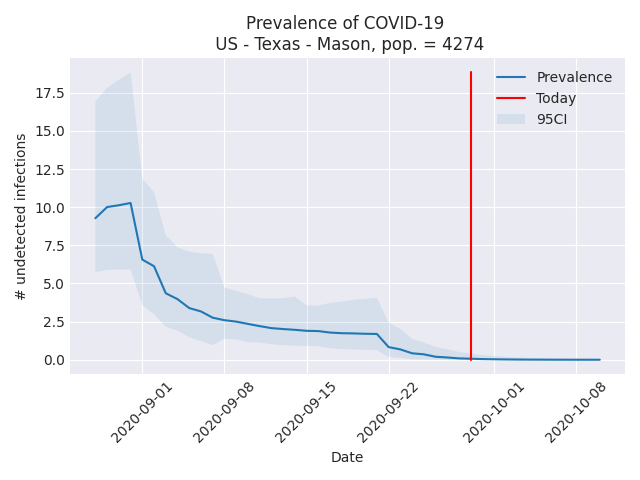 Prevalence of COVID-19
US - Texas - Mason, pop. = 4274
Prevalence
Today
95CI
17.5
15.0
12.5
10.0
7.5
5.0
2.5
0.0
# undetected infections
2020-09-01
2020-09-08
2020-09-15
2020-09-22
2020-10-01
2020-10-08
Date